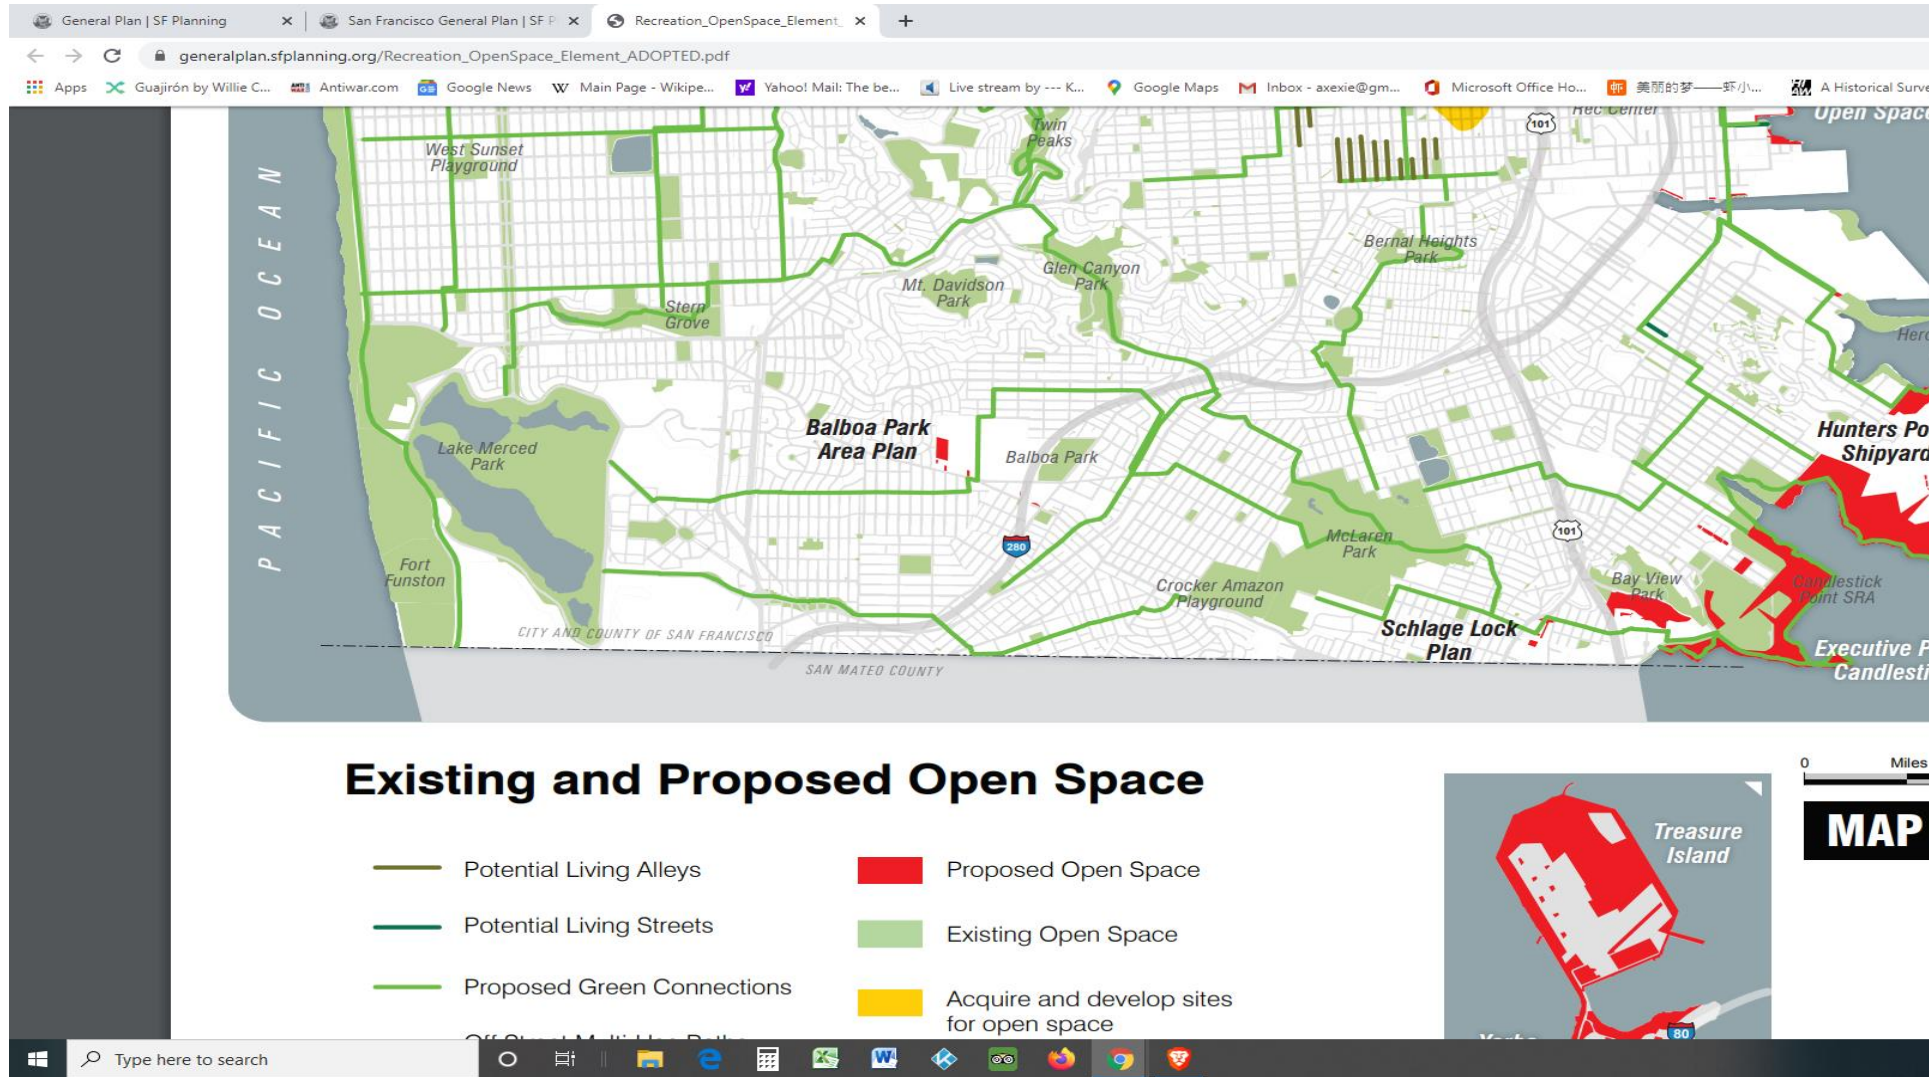 General Plan | SF Planning
San Francisco General Plan | SF P
Recreation_OpenSpace_Element_
generalplan.sfplanning.org/Recreation_OpenSpace_Element_ADOPTED.pdf
Apps
Guajirón by Willie C...
Antiwar.com
Google News
Main Page - Wikipe...
Yahoo! Mail: The be...
Live stream by --- K...
Google Maps
Inbox - axexie@gm...
Microsoft Office Ho...
美丽的梦——虾小...
A Historical Surve
Twin
Peaks
101
Rec Center
Open Space
West Sunset
Playground
PACIFIC OCEAN
Bernal Heights
Park
Glen Canyon
Park
Mt. Davidson
Park
Stern
Grove
Her
Balboa Park
Area Plan
Balboa Park
Hunters Po
Shipyard
Lake Merced
Park
McLaren
Park
101
280
Fort
Funston
Crocker Amazon
Playground
Bay View
Park
Candlestick
Point SRA
Schlage Lock
Plan
Executive P
Candlesti
CITY AND COUNTY OF SAN FRANCISCO
SAN MATEO COUNTY
Existing and Proposed Open Space
0 Miles
MAP
Treasure
Island
Potential Living Alleys
Proposed Open Space
Potential Living Streets
Existing Open Space
Proposed Green Connections
Acquire and develop sites
for open space
Off-Street Multi-Use Paths
80
Yerba
Type here to search